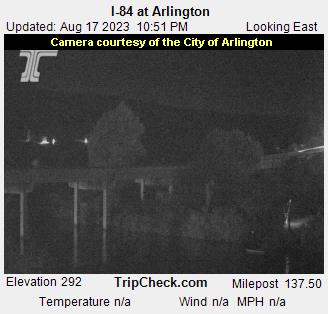 I-84 at Arlington
Updated: Aug 17 2023 10:51 PM Looking East
Camera courtesy of the City of Arlington
Elevation 292 TripCheck.com Milepost 137.50
Temperature n/a Wind n/a MPH n/a